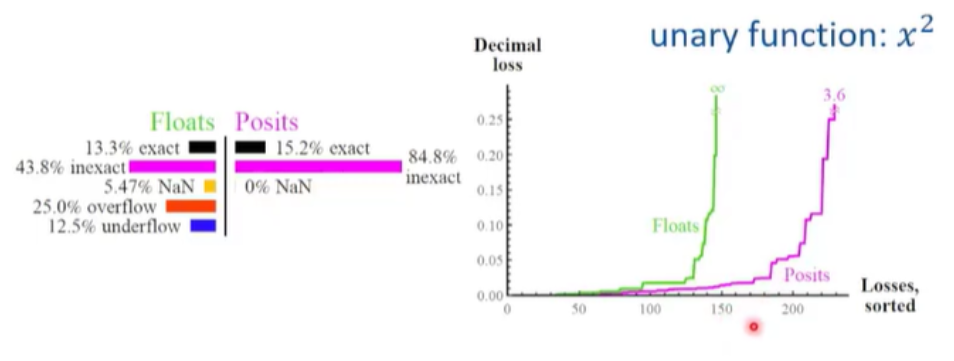 unary function: x²
Floats Posits
13.3% exact 15.2% exact
43.8% inexact 84.8% inexact
5.47% NaN 0% NaN
25.0% overflow
12.5% underflow
Decimal
loss
∞ 3.6
0.25
0.20
0.15
0.10
0.05
0.00
Floats
Posits
0 50 100 150 200
Losses,
sorted